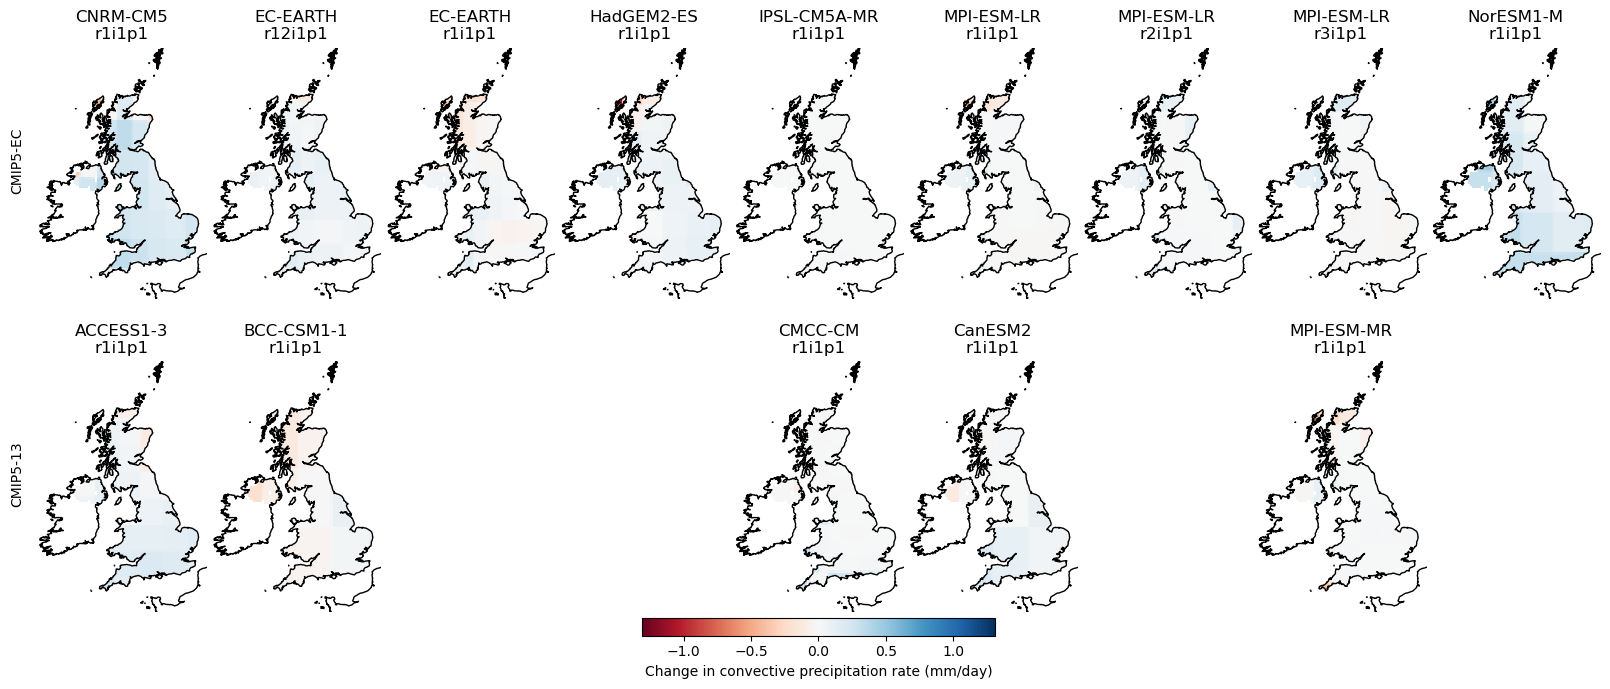 CNRM-CM5
r1i1p1
EC-EARTH
r12i1p1
EC-EARTH
r1i1p1
HadGEM2-ES
r1i1p1
IPSL-CM5A-MR
r1i1p1
MPI-ESM-LR
r1i1p1
MPI-ESM-LR
r2i1p1
MPI-ESM-LR
r3i1p1
NorESM1-M
r1i1p1
CMIP5-EC
ACCESS1-3
r1i1p1
BCC-CSM1-1
r1i1p1
CMCC-CM
r1i1p1
CanESM2
r1i1p1
MPI-ESM-MR
r1i1p1
CMIP5-13
−1.0 −0.5 0.0 0.5 1.0
Change in convective precipitation rate (mm/day)